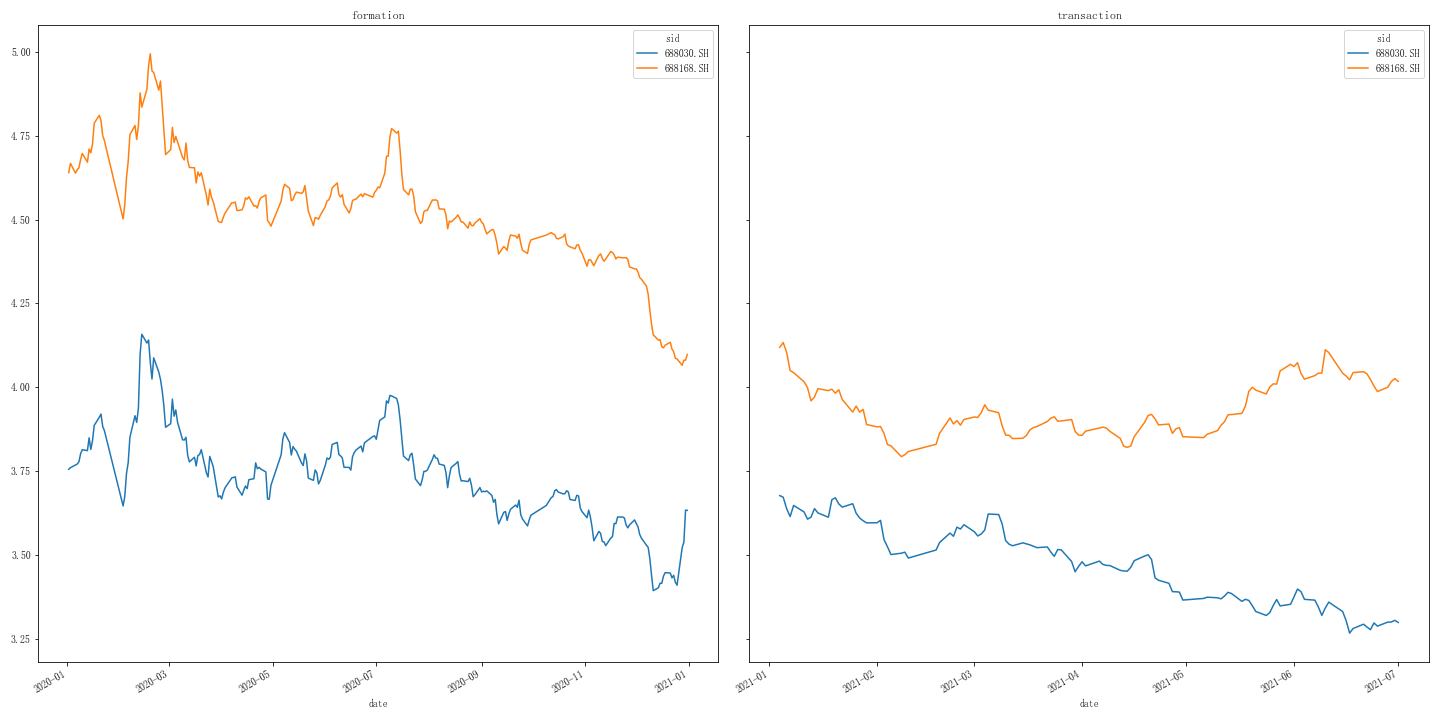 formation
sid
688030.SH
688168.SH
5.00
4.75
4.50
4.25
4.00
3.75
3.50
3.25
2020-01
2020-03
2020-05
2020-07
2020-09
2020-11
2021-01
date
transaction
sid
688030.SH
688168.SH
2021-01
2021-02
2021-03
2021-04
2021-05
2021-06
2021-07
date